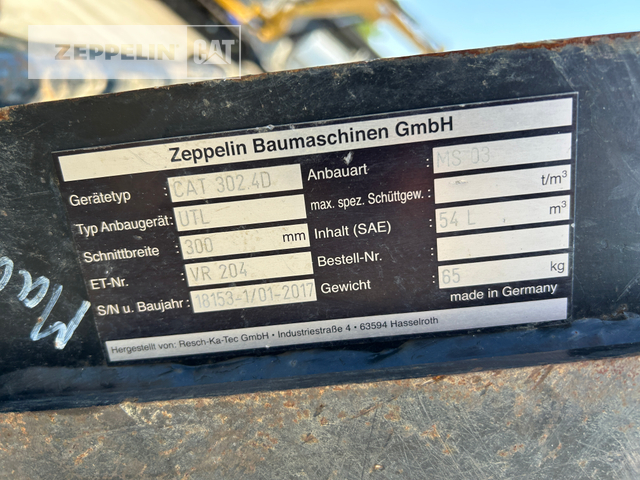 ZEPPELIN CAT
Zeppelin Baumaschinen GmbH
Gerätetyp : CAT 302.4D
Typ Anbaugerät: UTL
Schnittbreite : 300 mm
ET-Nr. : VR 204
S/N u. Baujahr : 18153-1/01-2017
Anbauart : MS 03
max. spez. Schüttgew. : t/m³
Inhalt (SAE) : 54 L m³
Bestell-Nr. :
Gewicht : 65 kg
made in Germany
Hergestellt von: Resch-Ka-Tec GmbH • Industriestraße 4 • 63594 Hasselroth